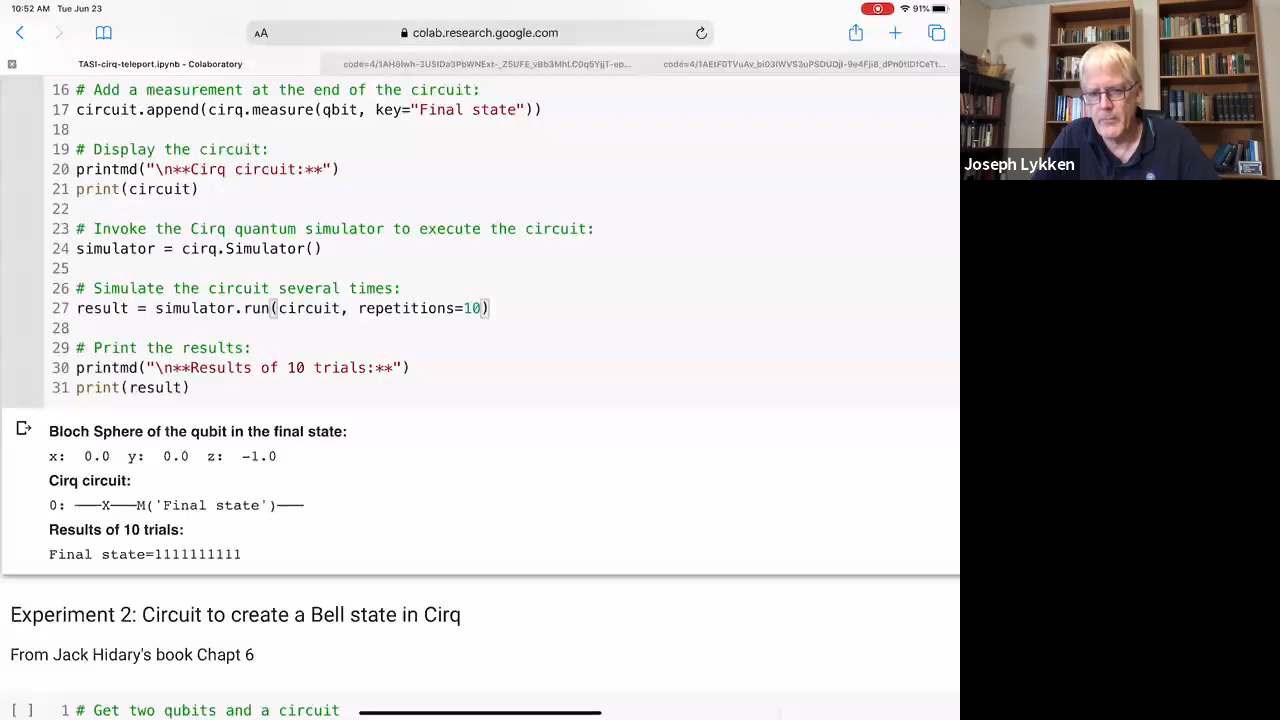 10:52 AM Tue Jun 23
91%
AA
colab.research.google.com
TASI-cirq-teleport.ipynb - Colaboratory
16 # Add a measurement at the end of the circuit:
17 circuit.append(cirq.measure(qbit, key="Final state"))
18
19 # Display the circuit:
20 printmd("\n**Cirq circuit:**")
21 print(circuit)
22
23 # Invoke the Cirq quantum simulator to execute the circuit:
24 simulator = cirq.Simulator()
25
26 # Simulate the circuit several times:
27 result = simulator.run(circuit, repetitions=10)
28
29 # Print the results:
30 printmd("\n**Results of 10 trials:**")
31 print(result)
Bloch Sphere of the qubit in the final state:
x: 0.0 y: 0.0 z: -1.0
Cirq circuit:
0: ───X───M('Final state')───
Results of 10 trials:
Final state=1111111111
Experiment 2: Circuit to create a Bell state in Cirq
From Jack Hidary's book Chapt 6
[ ] 1 # Get two qubits and a circuit
Joseph Lykken